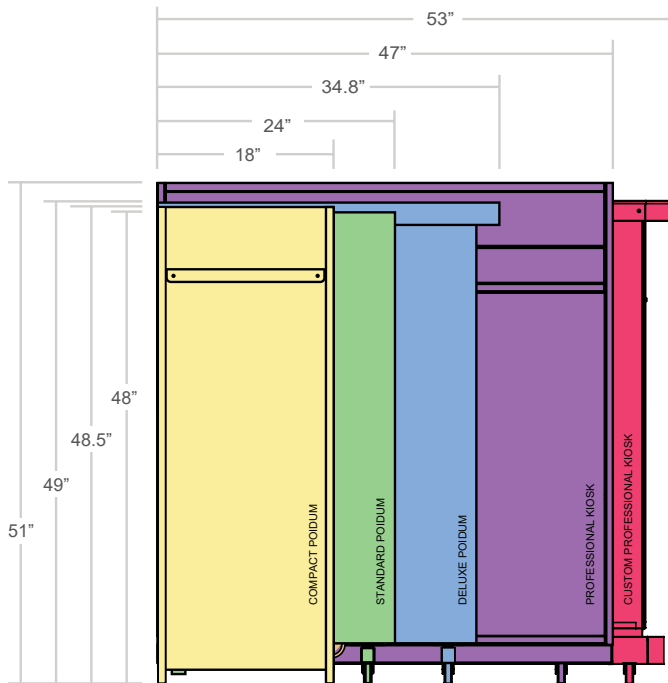 53”
47”
34.8”
24”
18”
48”
48.5”
49”
51”
COMPACT POIDUM
STANDARD POIDUM
DELUXE POIDUM
PROFESSIONAL KIOSK
CUSTOM PROFESSIONAL KIOSK